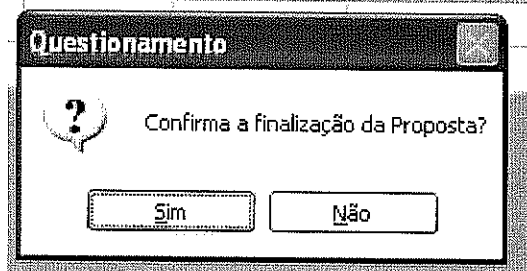 Questionamento
?
Confirma a finalização da Proposta?
Sim
Não